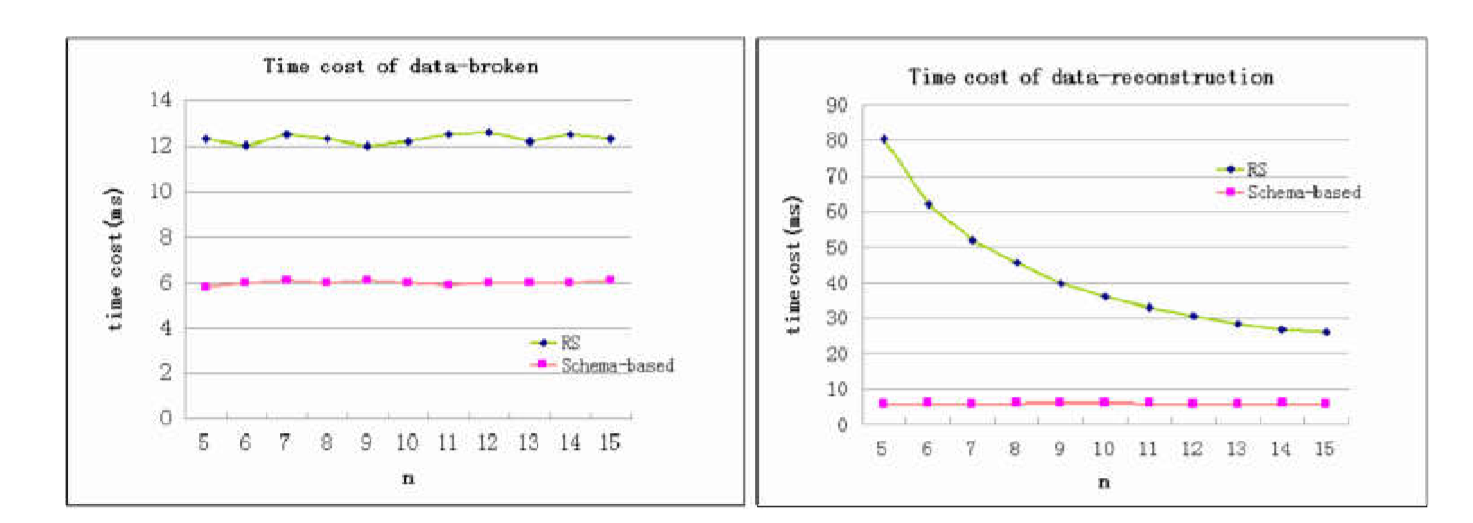 Time cost of data-broken
14
12
10
8
6
4
2
0
time cost(ms)
RS
Schema-based
5 6 7 8 9 10 11 12 13 14 15
n
Time cost of data-reconstruction
90
80
70
60
50
40
30
20
10
0
time cost(ms)
RS
Schema-based
5 6 7 8 9 10 11 12 13 14 15
n